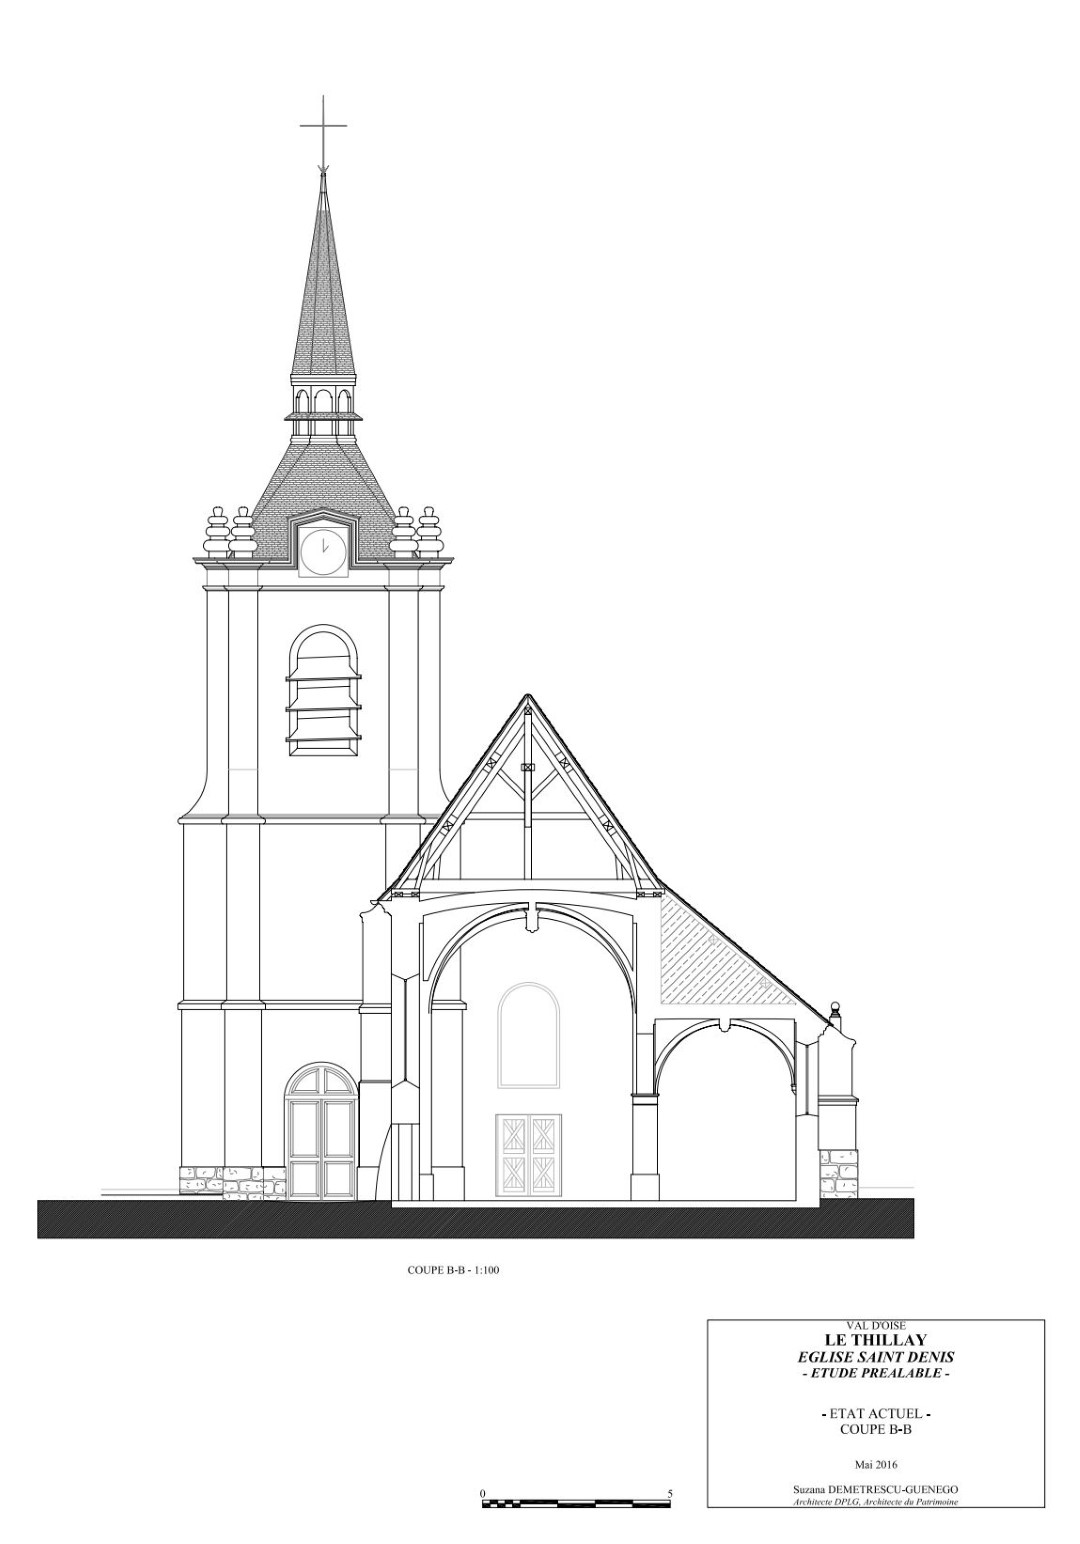 COUPE B-B - 1:100
VAL D'OISE
LE THILLAY
EGLISE SAINT DENIS
- ETUDE PREALABLE -
- ETAT ACTUEL -
COUPE B-B
Mai 2016
0 5
Suzana DEMETRESCU-GUENEGO
Architecte DPLG, Architecte du Patrimoine